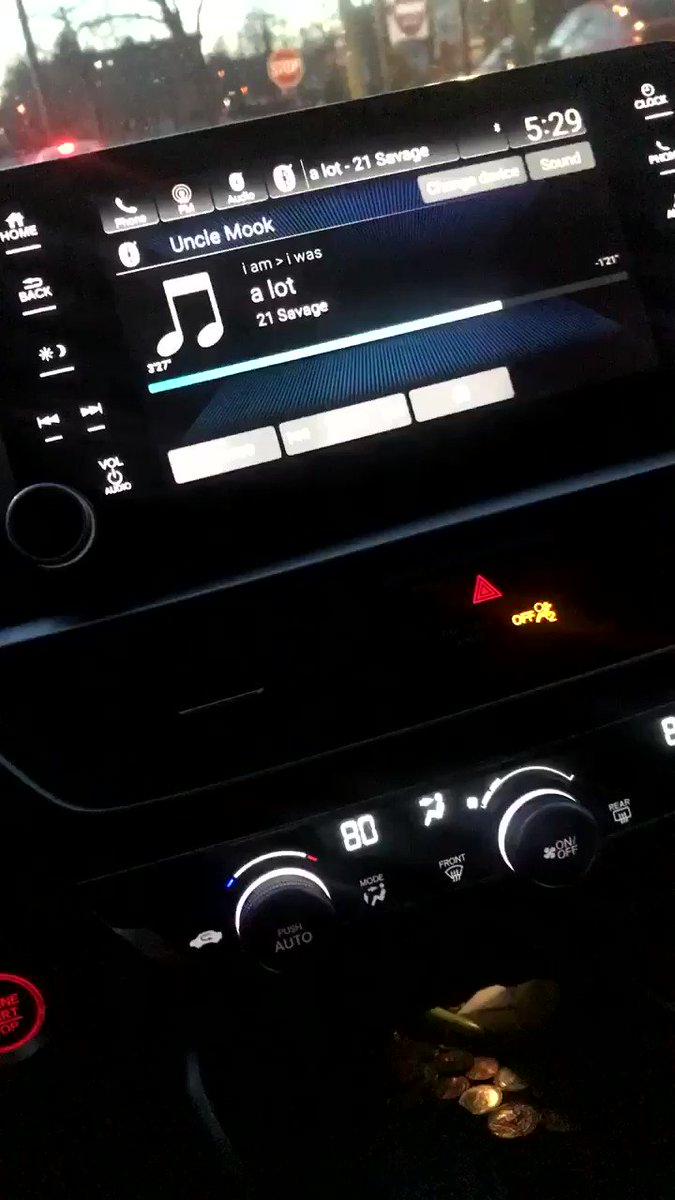 STOP
CLOCK
5:29
a lot - 21 Savage
Phone
FM
Audio
Change device
Sound
HOME
Uncle Mook
i am > i was
BACK
a lot
21 Savage
-1'21"
3'27"
VOL
AUDIO
OFF
80
REAR
MODE
FRONT
ON/
OFF
PUSH
AUTO